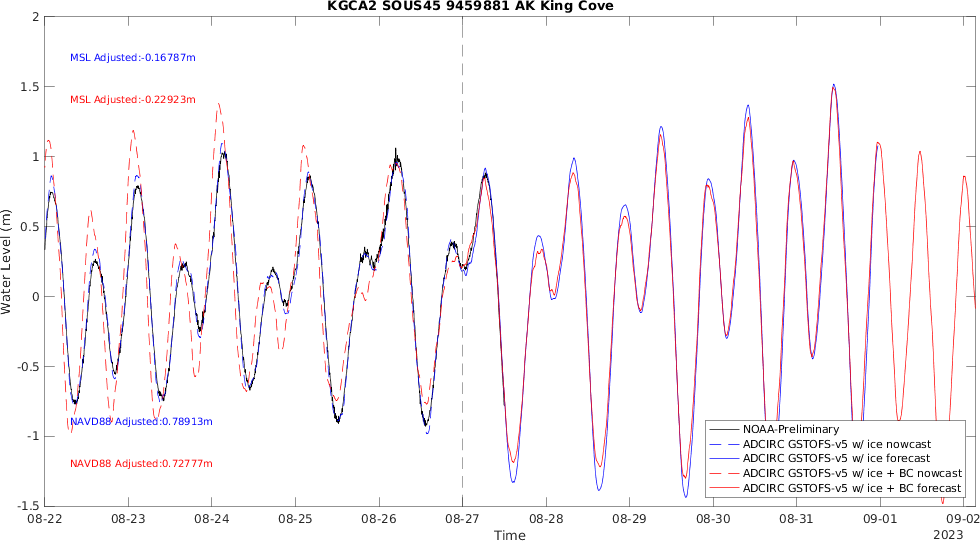 KGCA2 SOUS45 9459881 AK King Cove
2
1.5
1
0.5
0
-0.5
-1
-1.5
Water Level (m)
MSL Adjusted:-0.16787m
MSL Adjusted:-0.22923m
NAVD88 Adjusted:0.78913m
NAVD88 Adjusted:0.72777m
NOAA-Preliminary
ADCIRC GSTOFS-v5 w/ ice nowcast
ADCIRC GSTOFS-v5 w/ ice forecast
ADCIRC GSTOFS-v5 w/ ice + BC nowcast
ADCIRC GSTOFS-v5 w/ ice + BC forecast
08-22 08-23 08-24 08-25 08-26 08-27 08-28 08-29 08-30 08-31 09-01 09-02
Time
2023